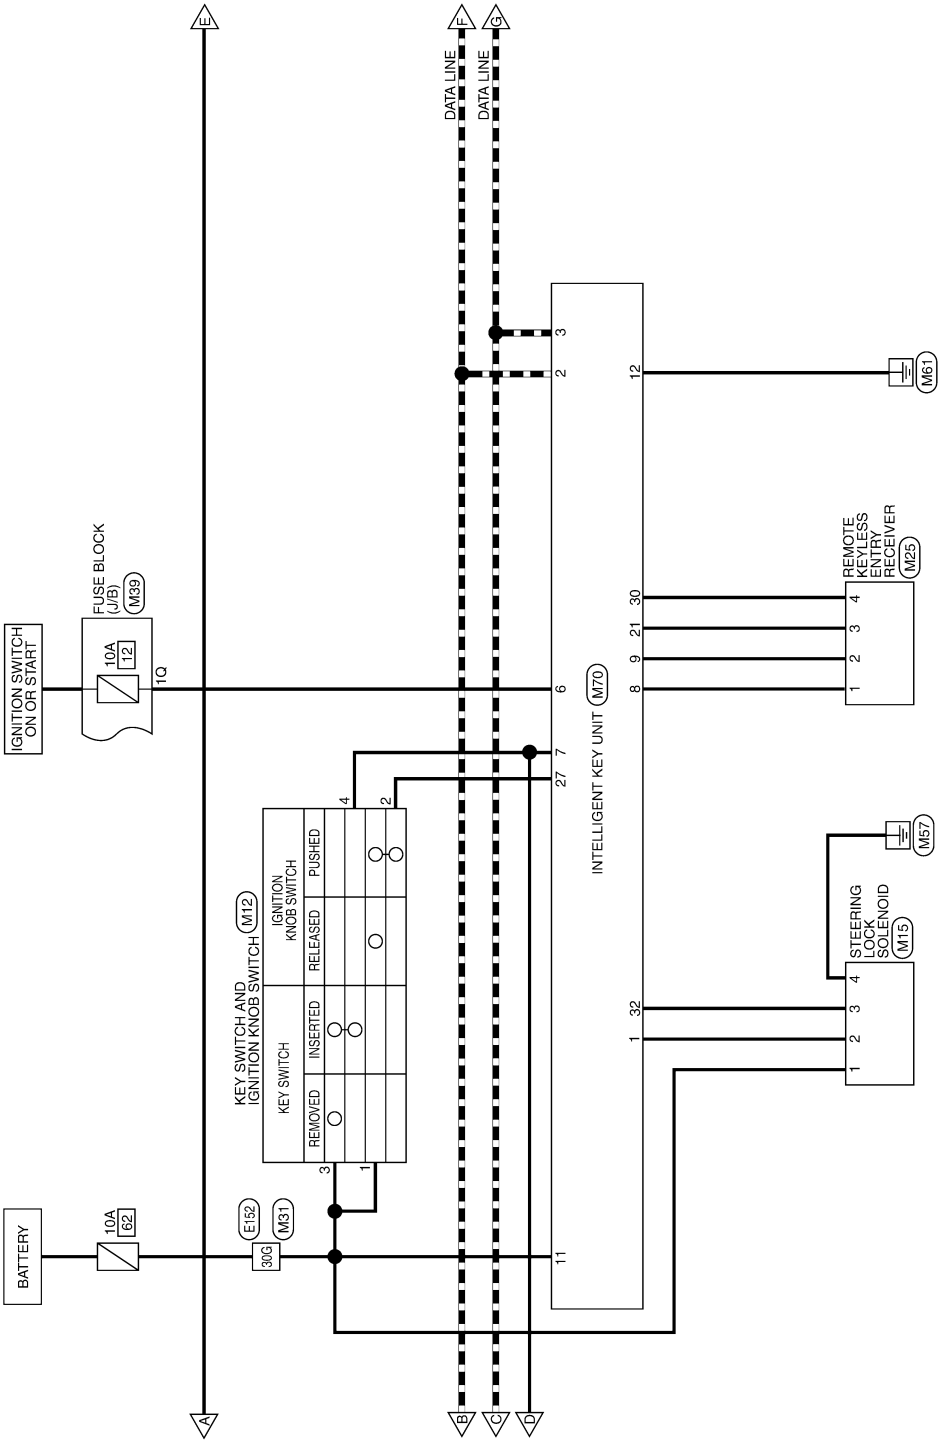 BATTERY
10A
62
E152
30G
M31
IGNITION SWITCH
ON OR START
FUSE BLOCK
(J/B)
M39
10A
12
1Q
A
E
KEY SWITCH AND
IGNITION KNOB SWITCH
M12
KEY SWITCH
IGNITION
KNOB SWITCH
REMOVED
INSERTED
RELEASED
PUSHED
3
1
4
2
DATA LINE
DATA LINE
B
F
C
G
D
11
27
7
6
2
3
INTELLIGENT KEY UNIT
M70
1
32
8
9
21
30
12
STEERING
LOCK
SOLENOID
M15
1
2
3
4
M57
REMOTE
KEYLESS
ENTRY
RECEIVER
M25
1
2
3
4
M61